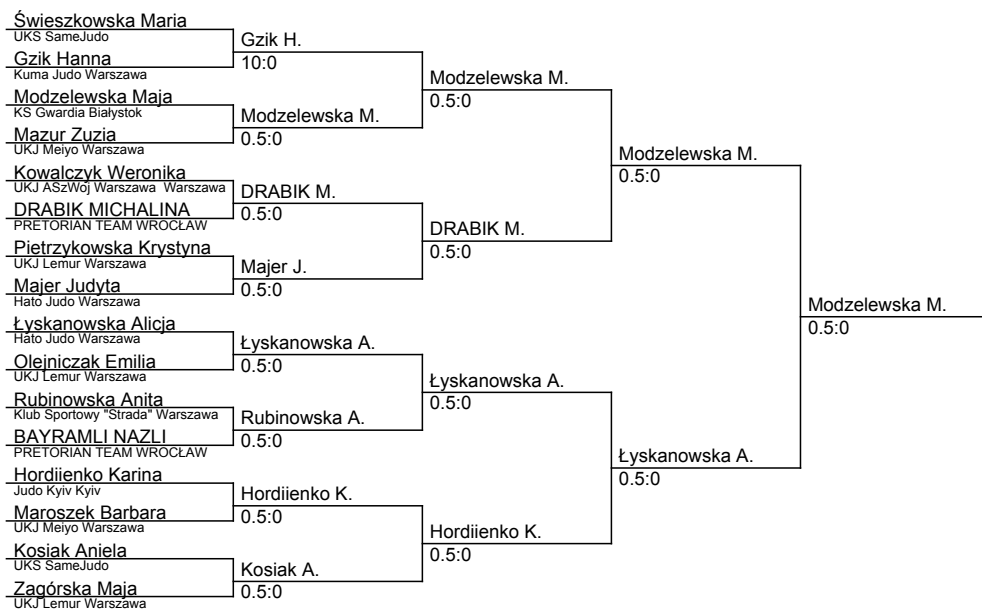 Świeszkowska Maria
UKS SameJudo
Gzik Hanna
Kuma Judo Warszawa
Modzelewska Maja
KS Gwardia Białystok
Mazur Zuzia
UKJ Meiyo Warszawa
Kowalczyk Weronika
UKJ ASzWoj Warszawa  Warszawa
DRABIK MICHALINA
PRETORIAN TEAM WROCŁAW
Pietrzykowska Krystyna
UKJ Lemur Warszawa
Majer Judyta
Hato Judo Warszawa
Łyskanowska Alicja
Hato Judo Warszawa
Olejniczak Emilia
UKJ Lemur Warszawa
Rubinowska Anita
Klub Sportowy "Strada" Warszawa
BAYRAMLI NAZLI
PRETORIAN TEAM WROCŁAW
Hordiienko Karina
Judo Kyiv Kyiv
Maroszek Barbara
UKJ Meiyo Warszawa
Kosiak Aniela
UKS SameJudo
Zagórska Maja
UKJ Lemur Warszawa
Gzik H.
10:0
Modzelewska M.
0.5:0
DRABIK M.
0.5:0
Majer J.
0.5:0
Łyskanowska A.
0.5:0
Rubinowska A.
0.5:0
Hordiienko K.
0.5:0
Kosiak A.
0.5:0
Modzelewska M.
0.5:0
DRABIK M.
0.5:0
Łyskanowska A.
0.5:0
Hordiienko K.
0.5:0
Modzelewska M.
0.5:0
Łyskanowska A.
0.5:0
Modzelewska M.
0.5:0